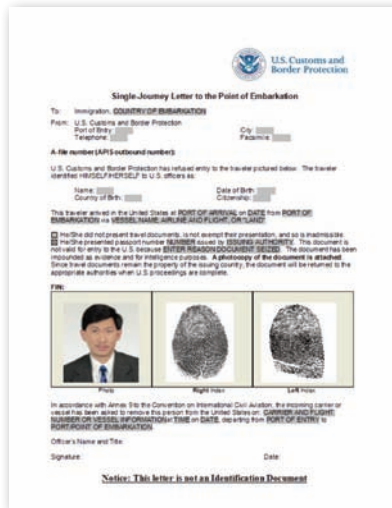 U.S. Customs and
Border Protection
Single Journey Letter to the Point of Embarkation
To: Immigration, COUNTRY OF EMBARKATION
From: U.S. Customs and Border Protection
Port of Entry: City:
Telephone: Facsimile:
A-file number (APIS outbound number):
U.S. Customs and Border Protection has refused entry to the traveler pictured below. The traveler
identified HIMSELF/HERSELF to U.S. officers as:
Name: Date of Birth:
Country of Birth: Citizenship:
This traveler arrived in the United States at PORT OF ARRIVAL on DATE from PORT OF
EMBARKATION via VESSEL NAME, AIRLINE AND FLIGHT, OR "LAND"
He/She did not present travel documents, is not exempt their presentation, and so is inadmissible.
He/She presented passport number NUMBER issued by ISSUING AUTHORITY. This document is
not valid for entry to the U.S. because ENTER REASON DOCUMENT SEIZED. The document has been
impounded as evidence and for intelligence purposes. A photocopy of the document is attached.
Since travel documents remain the property of the issuing country, the document will be returned to the
appropriate authorities when U.S. proceedings are complete.
FIN:
Photo Right Index Left Index
In accordance with Annex 9 to the Convention on International Civil Aviation, the incoming carrier or
vessel has been asked to remove this person from the United States on: CARRIER AND FLIGHT
NUMBER OR VESSEL INFORMATION at TIME on DATE, departing from PORT OF ENTRY to
PORT/POINT OF EMBARKATION.
Officer's Name and Title:
Signature: Date:
Notice: This letter is not an Identification Document